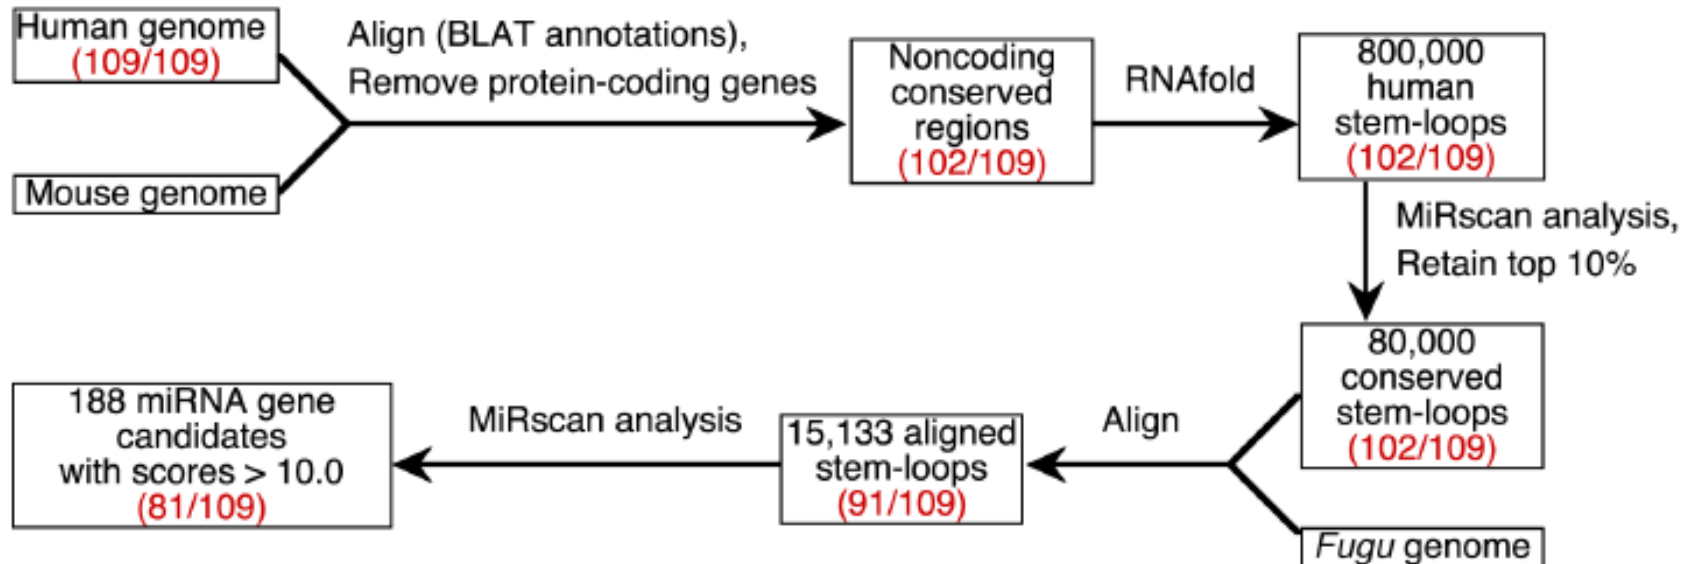 Human genome
(109/109)
Mouse genome
Align (BLAT annotations),
Remove protein-coding genes
Noncoding
conserved
regions
(102/109)
RNAfold
800,000
human
stem-loops
(102/109)
MiRscan analysis,
Retain top 10%
80,000
conserved
stem-loops
(102/109)
Fugu genome
Align
15,133 aligned
stem-loops
(91/109)
MiRscan analysis
188 miRNA gene
candidates
with scores > 10.0
(81/109)